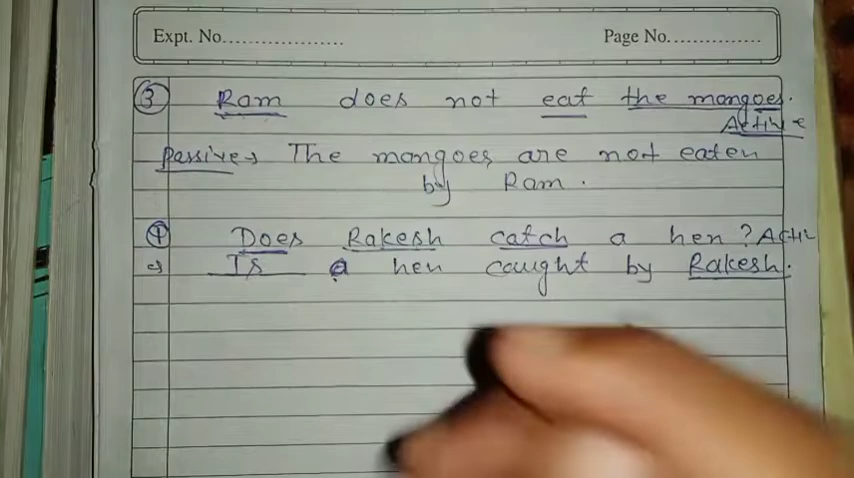 Expt. No.................... Page No...............
3 Ram does not eat the mangoes.
Active
Passive → The mangoes are not eaten
by Ram.
4 Does Rakesh catch a hen? Activ
⇒ Is a hen caught by Rakesh.